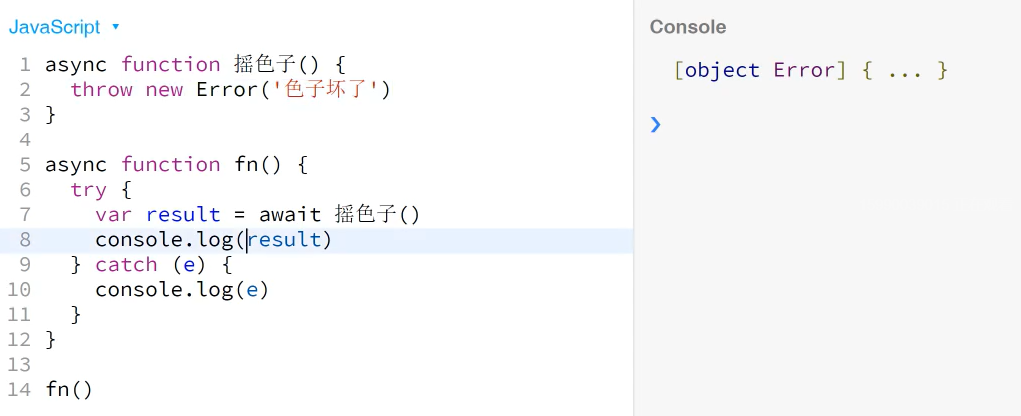 JavaScript
Console
1 async function 摇色子() {
2 throw new Error('色子坏了')
3 }
4
5 async function fn() {
6 try {
7 var result = await 摇色子()
8 console.log(result)
9 } catch (e) {
10 console.log(e)
11 }
12 }
13
14 fn()
[object Error] { ... }